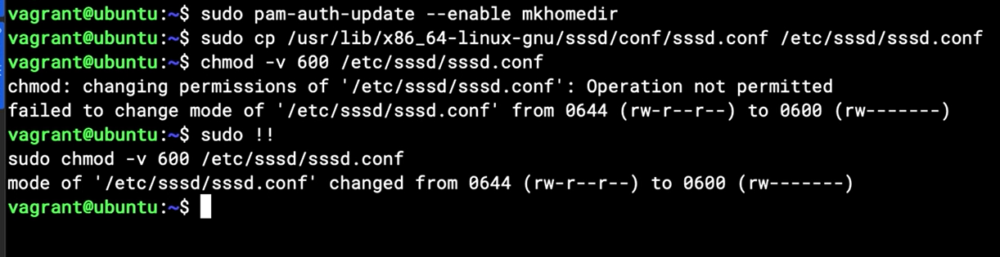 vagrant@ubuntu:~$ sudo pam-auth-update --enable mkhomedir
vagrant@ubuntu:~$ sudo cp /usr/lib/x86_64-linux-gnu/sssd/conf/sssd.conf /etc/sssd/sssd.conf
vagrant@ubuntu:~$ chmod -v 600 /etc/sssd/sssd.conf
chmod: changing permissions of '/etc/sssd/sssd.conf': Operation not permitted
failed to change mode of '/etc/sssd/sssd.conf' from 0644 (rw-r--r--) to 0600 (rw-------)
vagrant@ubuntu:~$ sudo !!
sudo chmod -v 600 /etc/sssd/sssd.conf
mode of '/etc/sssd/sssd.conf' changed from 0644 (rw-r--r--) to 0600 (rw-------)
vagrant@ubuntu:~$